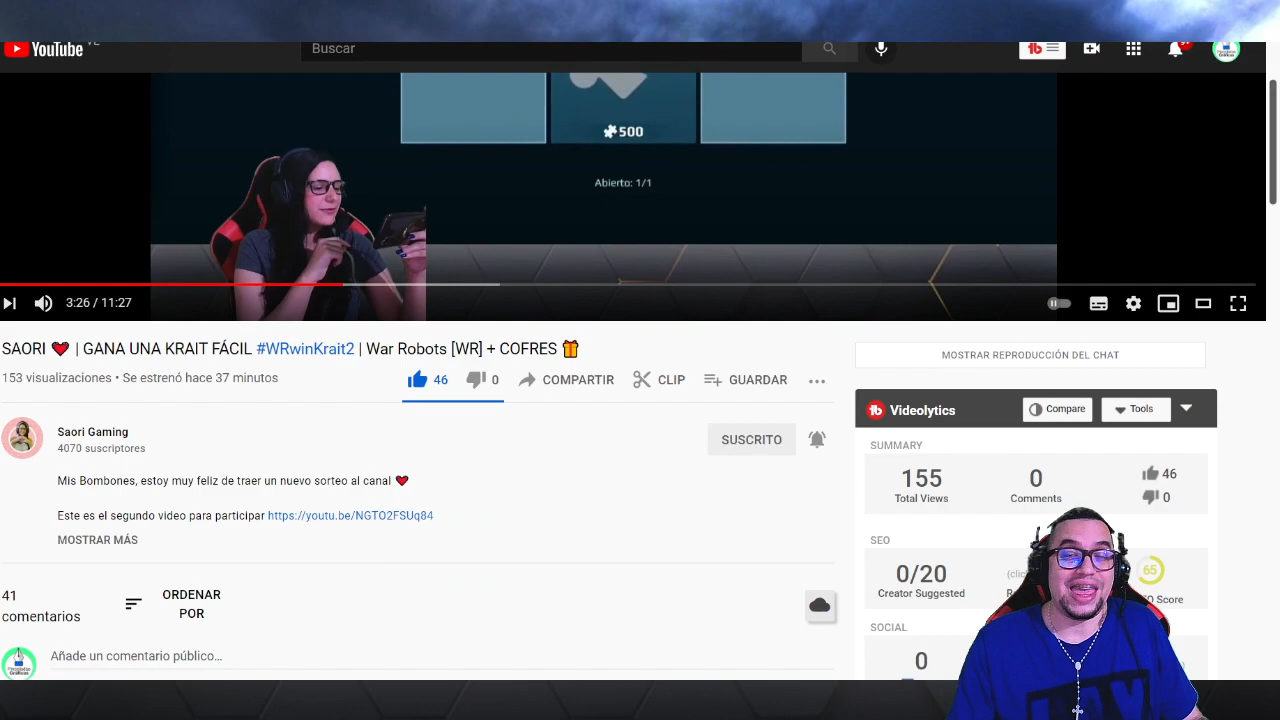 YouTube
Buscar
500
Abierto: 1/1
3:26 / 11:27
SAORI ❤️ | GANA UNA KRAIT FÁCIL #WRwinKrait2 | War Robots [WR] + COFRES 🎁
153 visualizaciones • Se estrenó hace 37 minutos
46
0
COMPARTIR
CLIP
GUARDAR
MOSTRAR REPRODUCCIÓN DEL CHAT
Saori Gaming
4070 suscriptores
SUSCRITO
Mis Bombones, estoy muy feliz de traer un nuevo sorteo al canal ❤️
Este es el segundo video para participar https://youtu.be/NGTO2FSUq84
MOSTRAR MÁS
41
comentarios
ORDENAR
POR
Añade un comentario público...
Videolytics
Compare
Tools
SUMMARY
155
Total Views
0
Comments
46
0
SEO
0/20
Creator Suggested
65
Score
SOCIAL
0